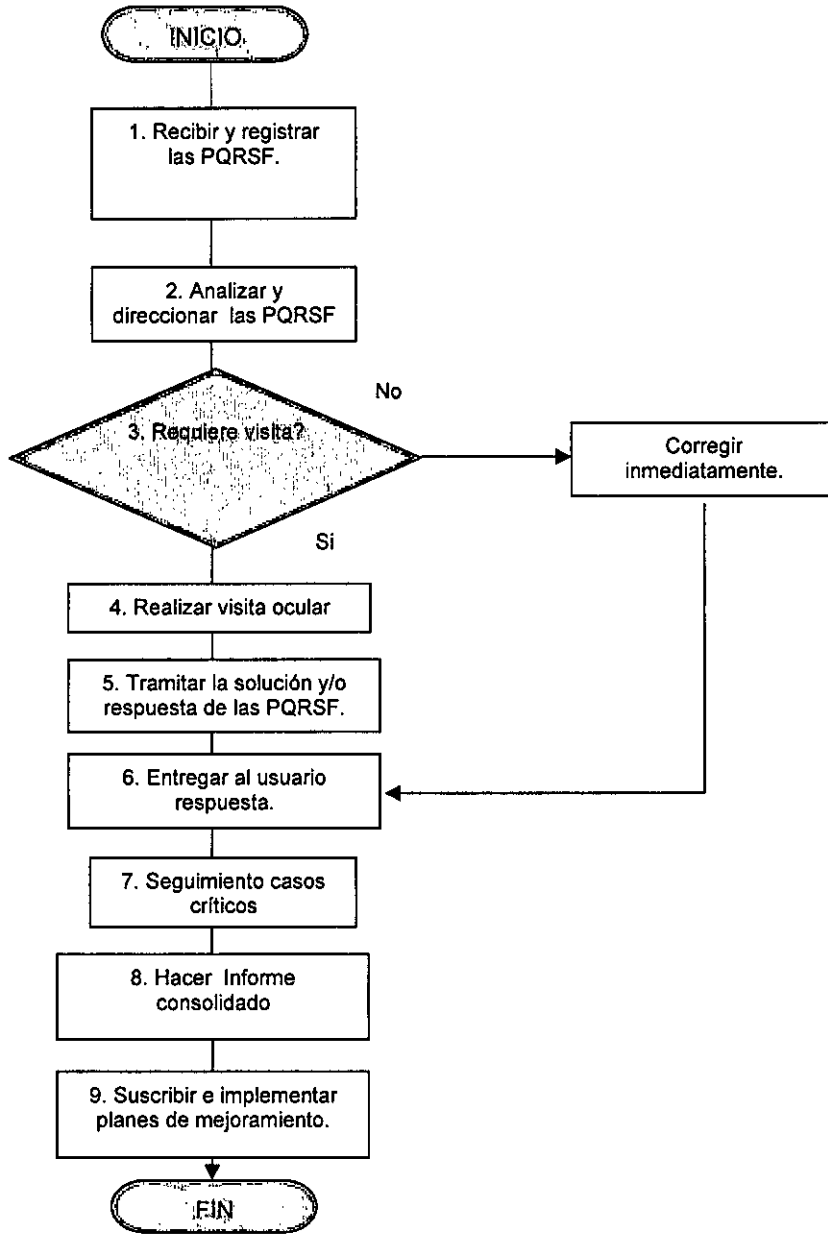 INICIO
1. Recibir y registrar
las PQRSF.
2. Analizar y
direccionar las PQRSF
No
3. Requiere visita?
Corregir
inmediatamente.
Si
4. Realizar visita ocular
5. Tramitar la solución y/o
respuesta de las PQRSF.
6. Entregar al usuario
respuesta.
7. Seguimiento casos
críticos
8. Hacer Informe
consolidado
9. Suscribir e implementar
planes de mejoramiento.
FIN